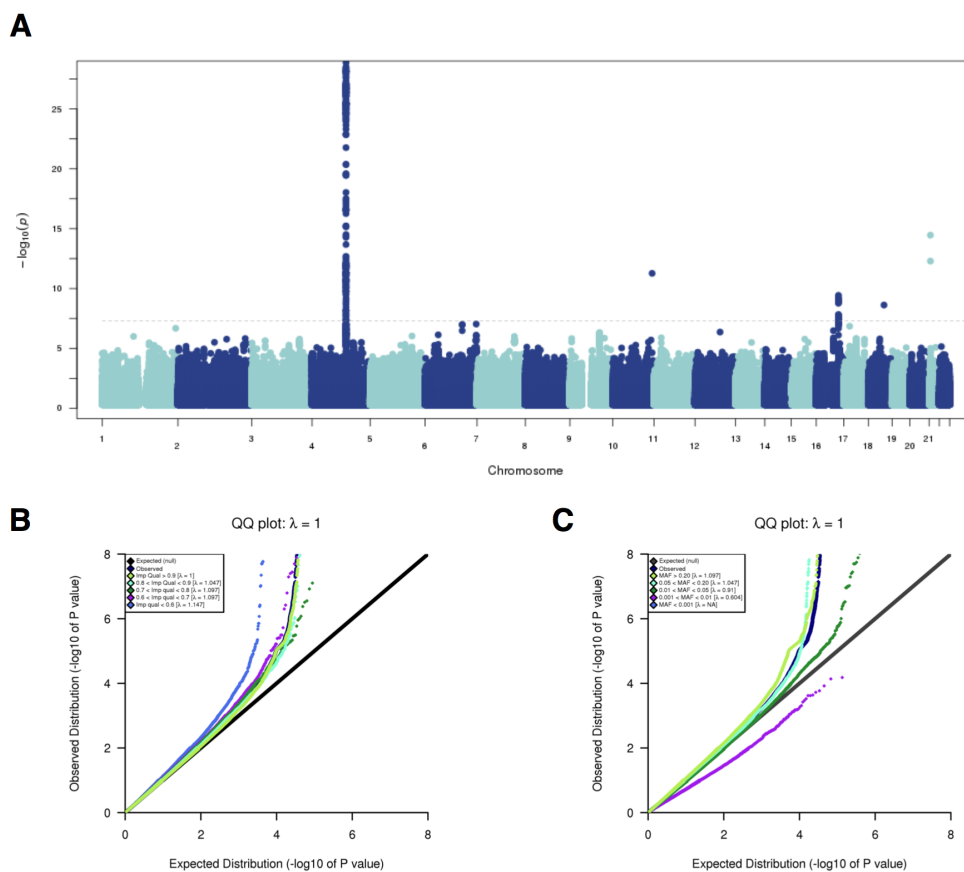 A
25
20
15
10
5
0
−log₁₀(p)
1 2 3 4 5 6 7 8 9 10 11 12 13 14 15 16 17 18 19 20 21
Chromosome
B
QQ plot: λ = 1
Expected (null)
Observed
Imp Qual > 0.9 [λ = 1]
0.8 < Imp Qual < 0.9 [λ = 1.047]
0.7 < Imp Qual < 0.8 [λ = 1.097]
0.6 < Imp Qual < 0.7 [λ = 1.097]
Imp qual < 0.6 [λ = 1.147]
8
6
4
2
0
Observed Distribution (-log10 of P value)
0 2 4 6 8
Expected Distribution (-log10 of P value)
C
QQ plot: λ = 1
Expected (null)
Observed
MAF > 0.20 [λ = 1.097]
0.05 < MAF < 0.20 [λ = 1.047]
0.01 < MAF < 0.05 [λ = 0.91]
0.001 < MAF < 0.01 [λ = 0.604]
MAF < 0.001 [λ = NA]
8
6
4
2
0
Observed Distribution (-log10 of P value)
0 2 4 6 8
Expected Distribution (-log10 of P value)